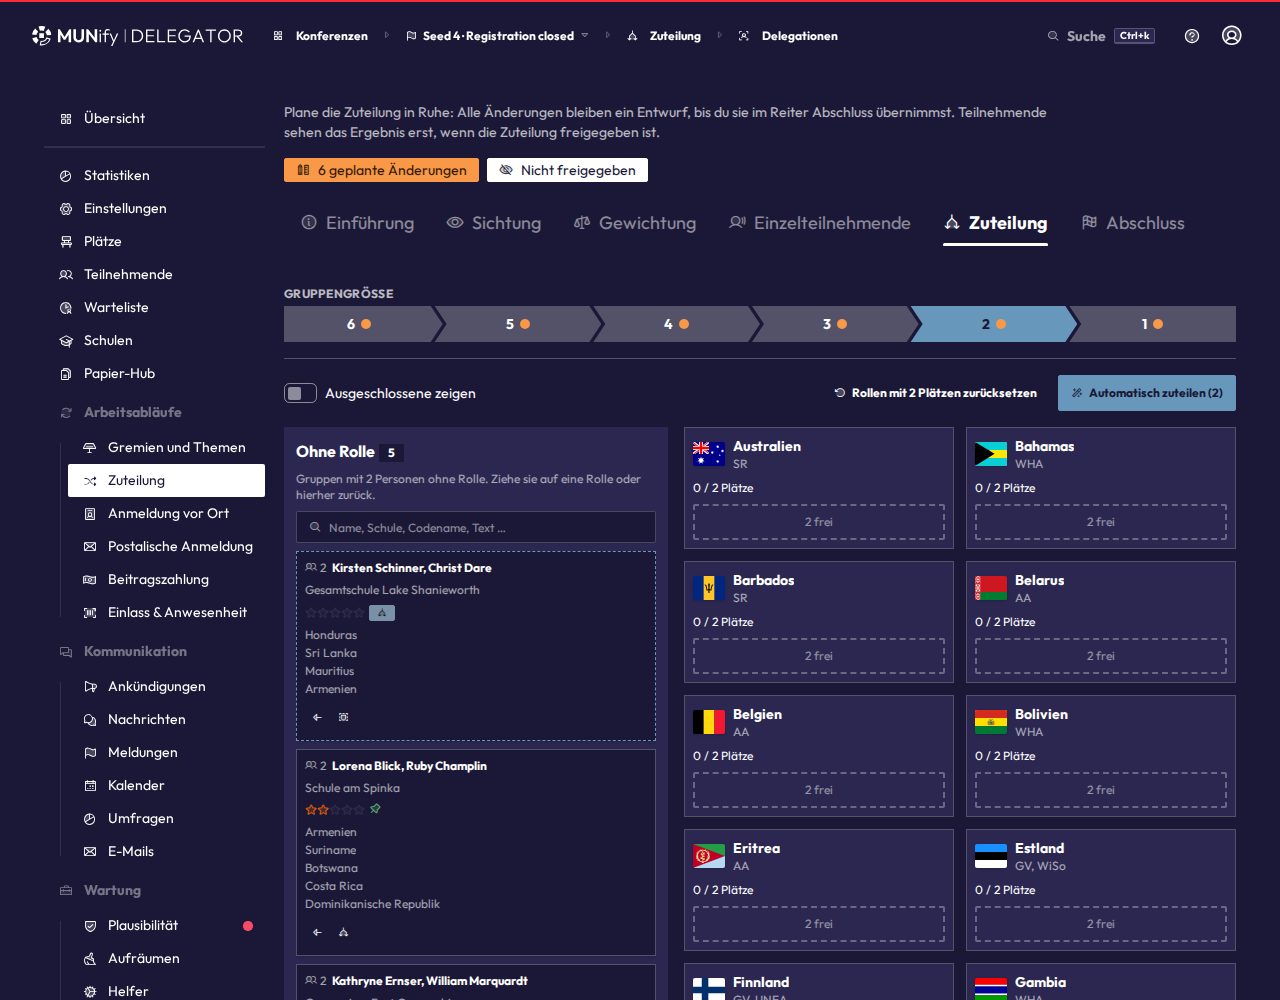 MUNify | DELEGATOR
Konferenzen
Seed 4 · Registration closed
Zuteilung
Delegationen
Suche Ctrl+k
Übersicht
Statistiken
Einstellungen
Plätze
Teilnehmende
Warteliste
Schulen
Papier-Hub
Arbeitsabläufe
Gremien und Themen
Zuteilung
Anmeldung vor Ort
Postalische Anmeldung
Beitragszahlung
Einlass & Anwesenheit
Kommunikation
Ankündigungen
Nachrichten
Meldungen
Kalender
Umfragen
E-Mails
Wartung
Plausibilität
Aufräumen
Helfer
Plane die Zuteilung in Ruhe: Alle Änderungen bleiben ein Entwurf, bis du sie im Reiter Abschluss übernimmst. Teilnehmende
sehen das Ergebnis erst, wenn die Zuteilung freigegeben ist.
6 geplante Änderungen
Nicht freigegeben
Einführung
Sichtung
Gewichtung
Einzelteilnehmende
Zuteilung
Abschluss
GRUPPENGRÖSSE
6
5
4
3
2
1
Ausgeschlossene zeigen
Rollen mit 2 Plätzen zurücksetzen
Automatisch zuteilen (2)
Ohne Rolle 5
Gruppen mit 2 Personen ohne Rolle. Ziehe sie auf eine Rolle oder
hierher zurück.
Name, Schule, Codename, Text ...
2 Kirsten Schinner, Christ Dare
Gesamtschule Lake Shanieworth
Honduras
Sri Lanka
Mauritius
Armenien
2 Lorena Blick, Ruby Champlin
Schule am Spinka
Armenien
Suriname
Botswana
Costa Rica
Dominikanische Republik
2 Kathryne Ernser, William Marquardt
Australien
SR
0 / 2 Plätze
2 frei
Bahamas
WHA
0 / 2 Plätze
2 frei
Barbados
SR
0 / 2 Plätze
2 frei
Belarus
AA
0 / 2 Plätze
2 frei
Belgien
AA
0 / 2 Plätze
2 frei
Bolivien
WHA
0 / 2 Plätze
2 frei
Eritrea
AA
0 / 2 Plätze
2 frei
Estland
GV, WiSo
0 / 2 Plätze
2 frei
Finnland
Gambia